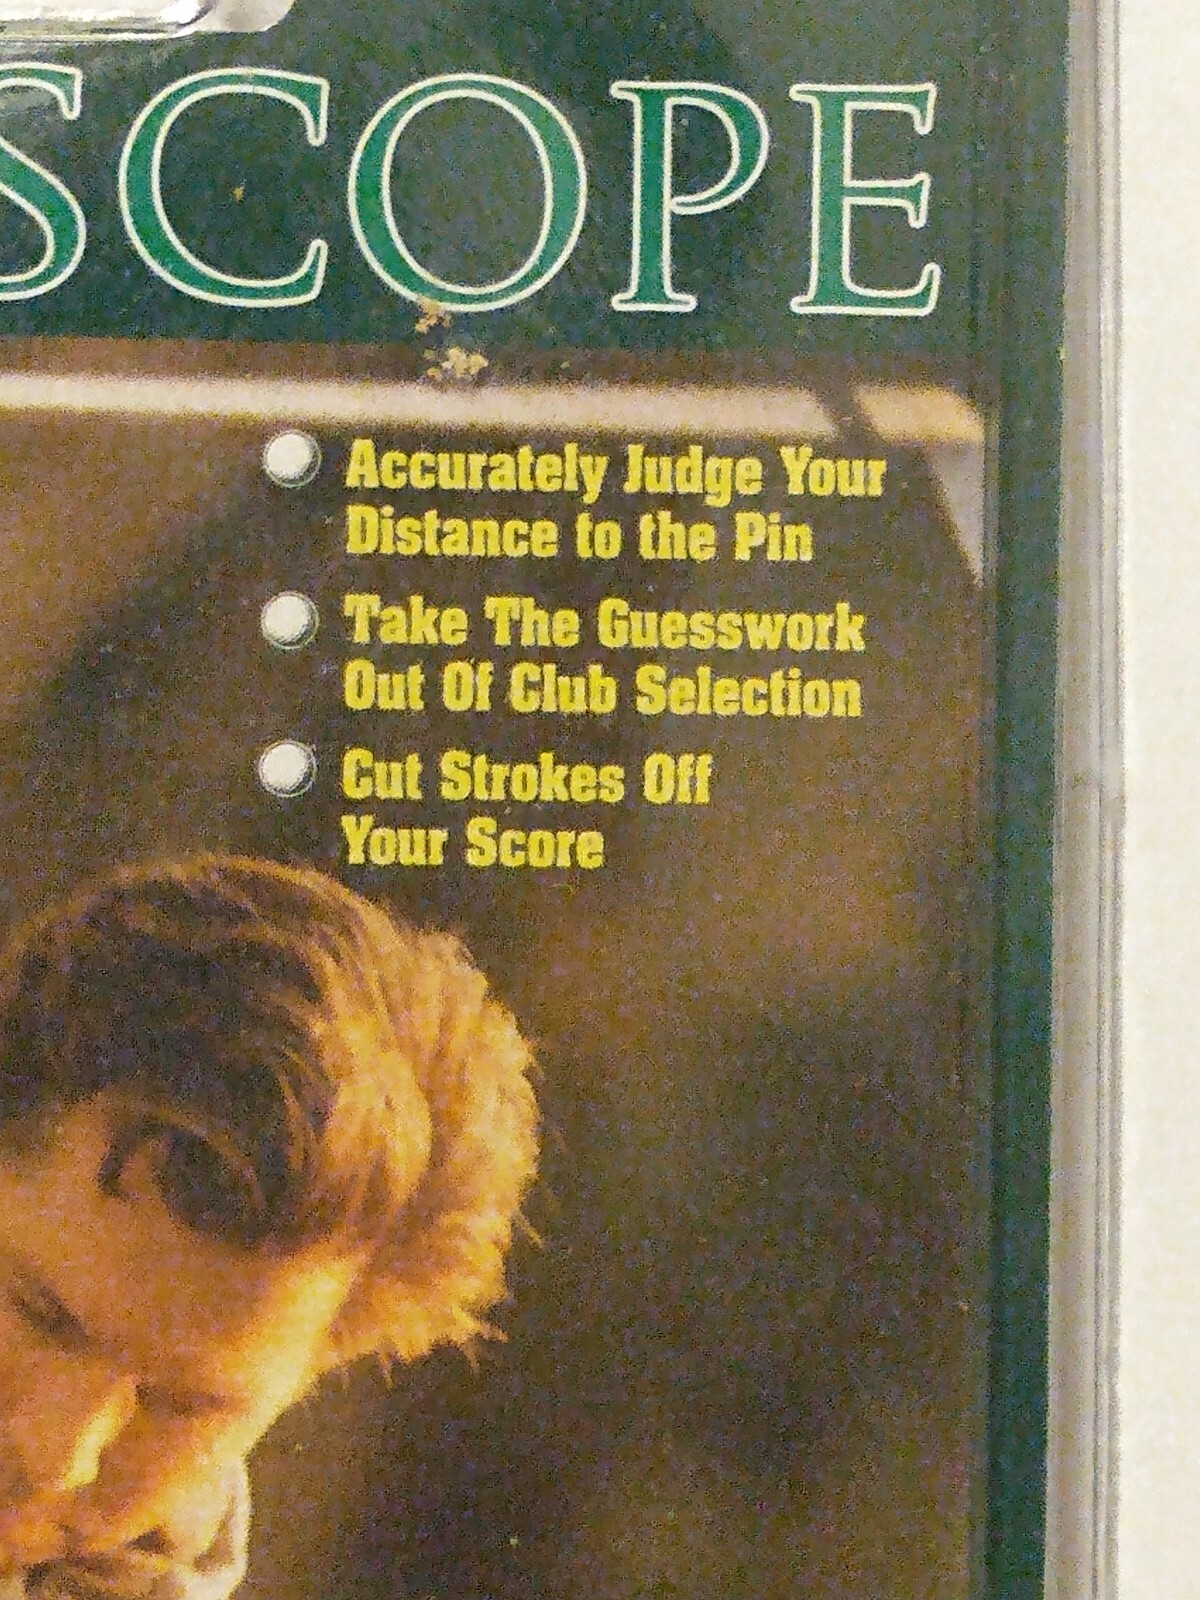 SCOPE
Accurately Judge Your
Distance to the Pin
Take The Guesswork
Out Of Club Selection
Cut Strokes Off
Your Score